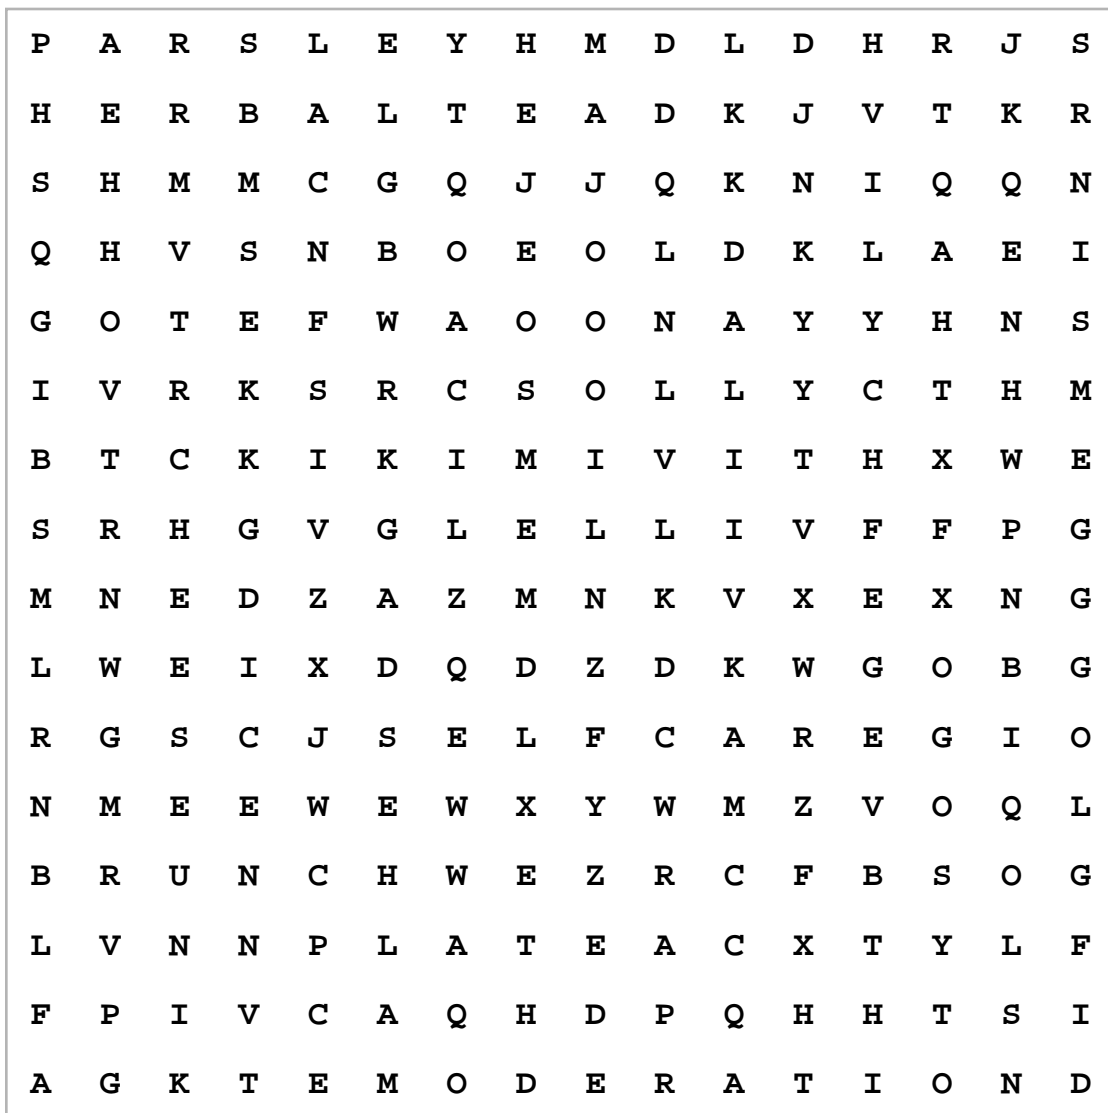 P A R S L E Y H M D L D H R J S
H E R B A L T E A D K J V T K R
S H M M C G Q J J Q K N I Q Q N
Q H V S N B O E O L D K L A E I
G O T E F W A O O N A Y Y H N S
I V R K S R C S O L L Y C T H M
B T C K I K I M I V I T H X W E
S R H G V G L E L L I V F F P G
M N E D Z A Z M N K V X E X N G
L W E I X D Q D Z D K W G O B G
R G S C J S E L F C A R E G I O
N M E E W E W X Y W M Z V O Q L
B R U N C H W E Z R C F B S O G
L V N N P L A T E A C X T Y L F
F P I V C A Q H D P Q H H T S I
A G K T E M O D E R A T I O N D